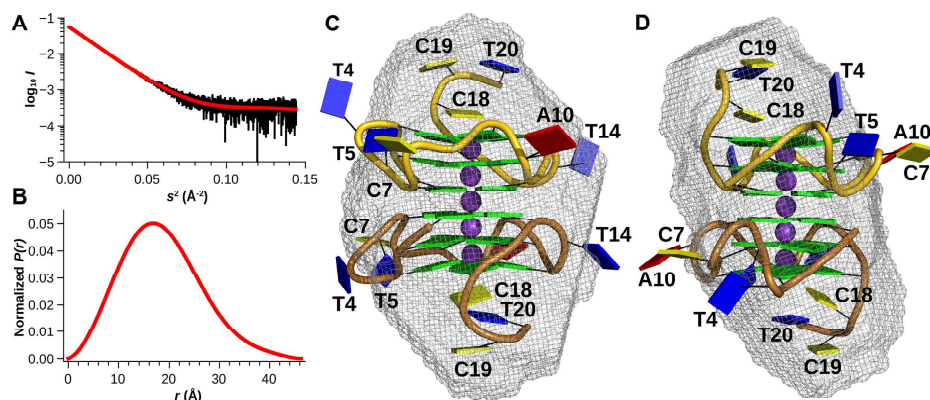 A
−1
−2
−3
−4
−5
log₁₀ I
0.00
0.05
0.10
0.15
s² (Å⁻²)
B
0.05
0.04
0.03
0.02
0.01
0.00
Normalized P(r)
0
10
20
30
40
r (Å)
C
C19
T20
T4
C18
A10
T14
T5
C7
C7
T14
T4
T5
C18
T20
C19
D
C19
T4
T20
C18
T5
A10
C7
C7
A10
T4
C18
T20
C19